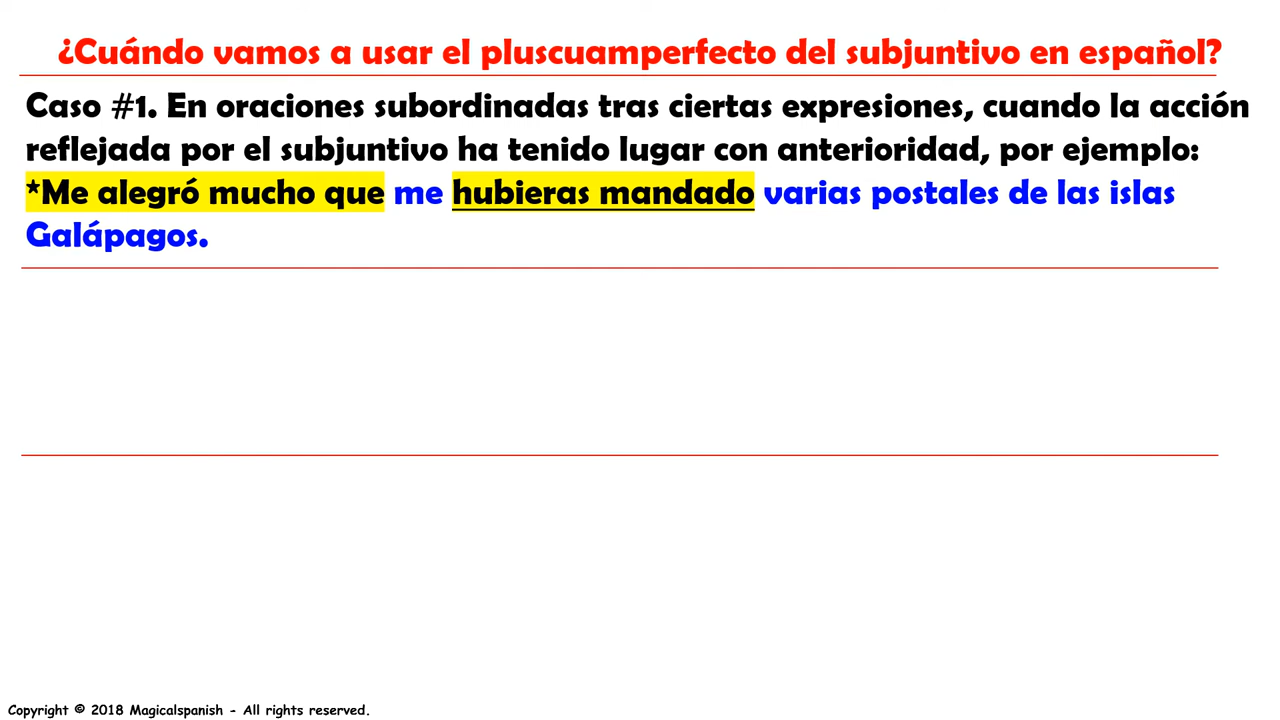 ¿Cuándo vamos a usar el pluscuamperfecto del subjuntivo en español?
Caso #1. En oraciones subordinadas tras ciertas expresiones, cuando la acción
reflejada por el subjuntivo ha tenido lugar con anterioridad, por ejemplo:
*Me alegró mucho que me hubieras mandado varias postales de las islas
Galápagos.
Copyright © 2018 Magicalspanish - All rights reserved.